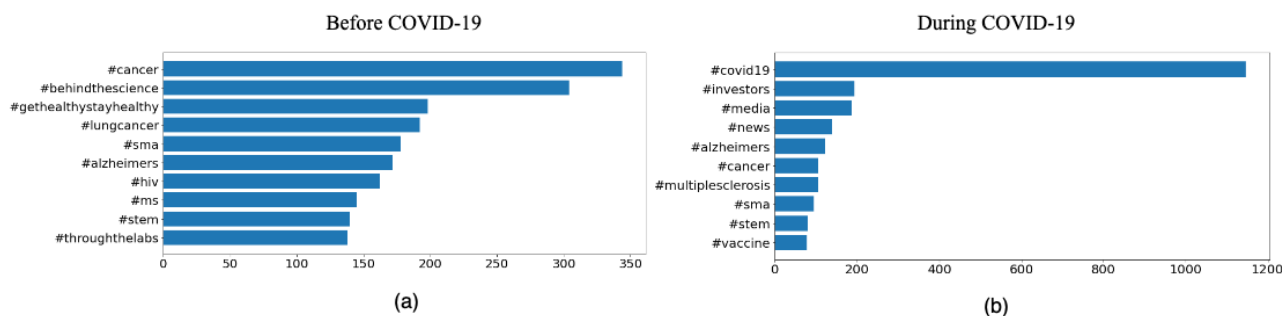 Before COVID-19
#cancer
#behindthescience
#gethealthystayhealthy
#lungcancer
#sma
#alzheimers
#hiv
#ms
#stem
#throughthelabs
0 50 100 150 200 250 300 350
(a)
During COVID-19
#covid19
#investors
#media
#news
#alzheimers
#cancer
#multiplesclerosis
#sma
#stem
#vaccine
0 200 400 600 800 1000 1200
(b)